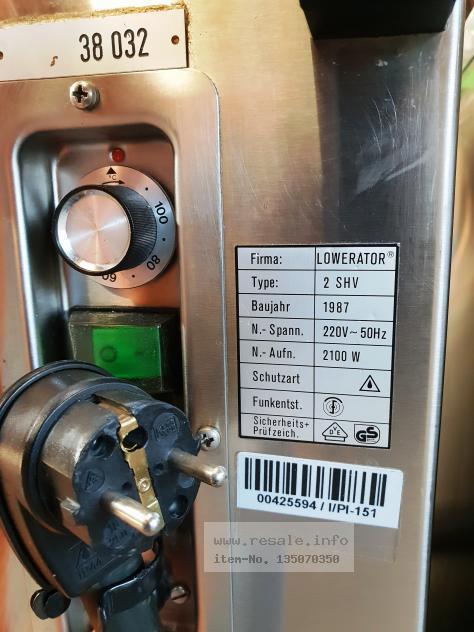 38 032
°C
100
80
60
Firma: LOWERATOR®
Type: 2 SHV
Baujahr 1987
N.- Spann. 220V~50Hz
N.- Aufn. 2100 W
Schutzart
Funkentst.
Sicherheits+ Prüfzeich. GS
00425594 / I/PI-151
www.resale.info
item-No. 135070350